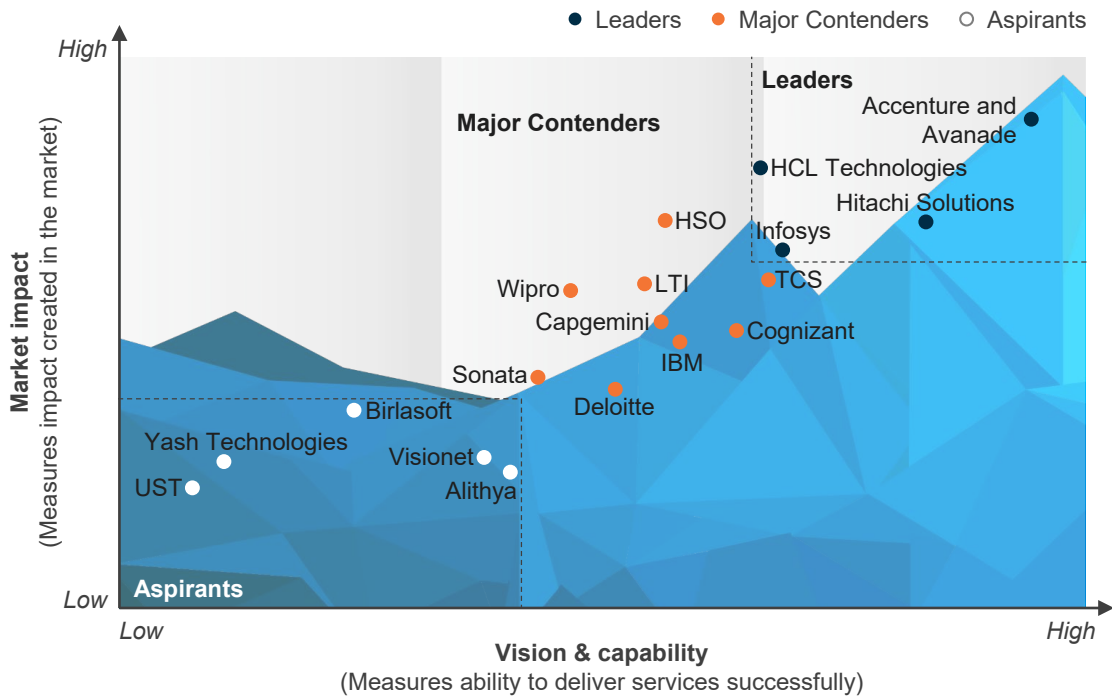 Leaders
Major Contenders
Aspirants
High
Leaders
Accenture and
Avanade
Major Contenders
HCL Technologies
Hitachi Solutions
HSO
Infosys
TCS
LTI
Wipro
Capgemini
Cognizant
IBM
Sonata
Deloitte
Birlasoft
Yash Technologies
Visionet
UST
Alithya
Aspirants
Market impact
(Measures impact created in the market)
Low
Low
High
Vision & capability
(Measures ability to deliver services successfully)